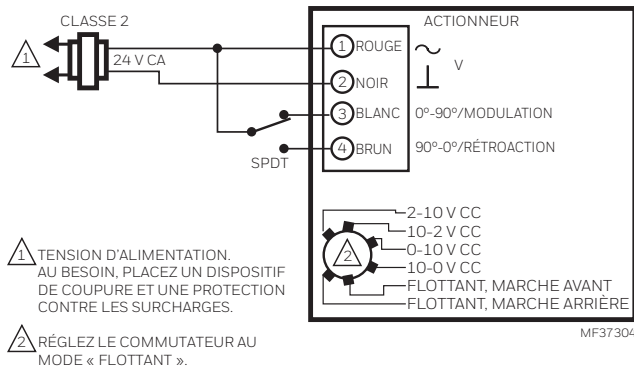 CLASSE 2
ACTIONNEUR
1
24 V CA
1 ROUGE
V
2 NOIR
3 BLANC 0º-90º/MODULATION
4 BRUN 90º-0º/RÉTROACTION
SPDT
2-10 V CC
10-2 V CC
0-10 V CC
10-0 V CC
FLOTTANT, MARCHE AVANT
FLOTTANT, MARCHE ARRIÈRE
2
1 TENSION D'ALIMENTATION.
AU BESOIN, PLACEZ UN DISPOSITIF
DE COUPURE ET UNE PROTECTION
CONTRE LES SURCHARGES.
2 RÉGLEZ LE COMMUTATEUR AU
MODE « FLOTTANT ».
MF37304